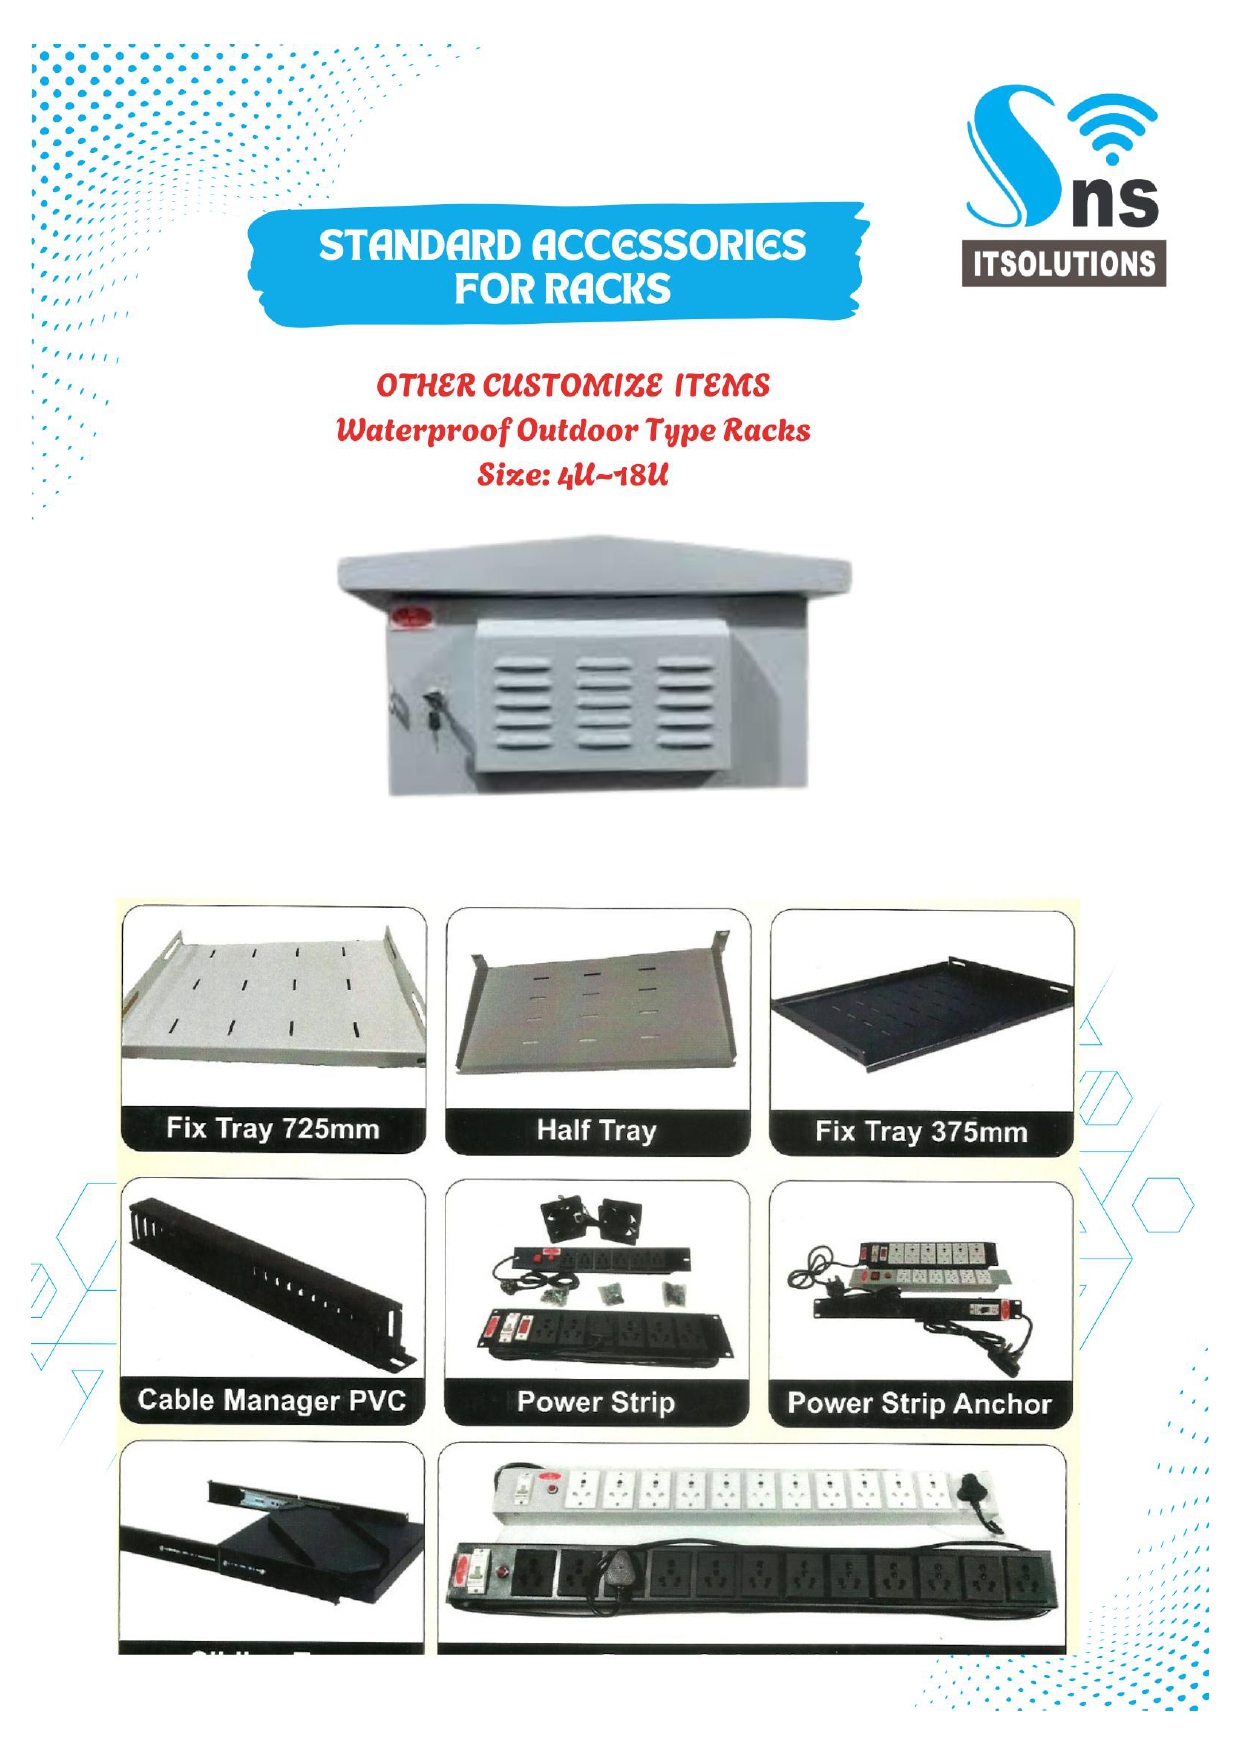 Sns
ITSOLUTIONS
STANDARD ACCESSORIES
FOR RACKS
OTHER CUSTOMIZE ITEMS
Waterproof Outdoor Type Racks
Size: 4U~18U
Fix Tray 725mm
Half Tray
Fix Tray 375mm
Cable Manager PVC
Power Strip
Power Strip Anchor